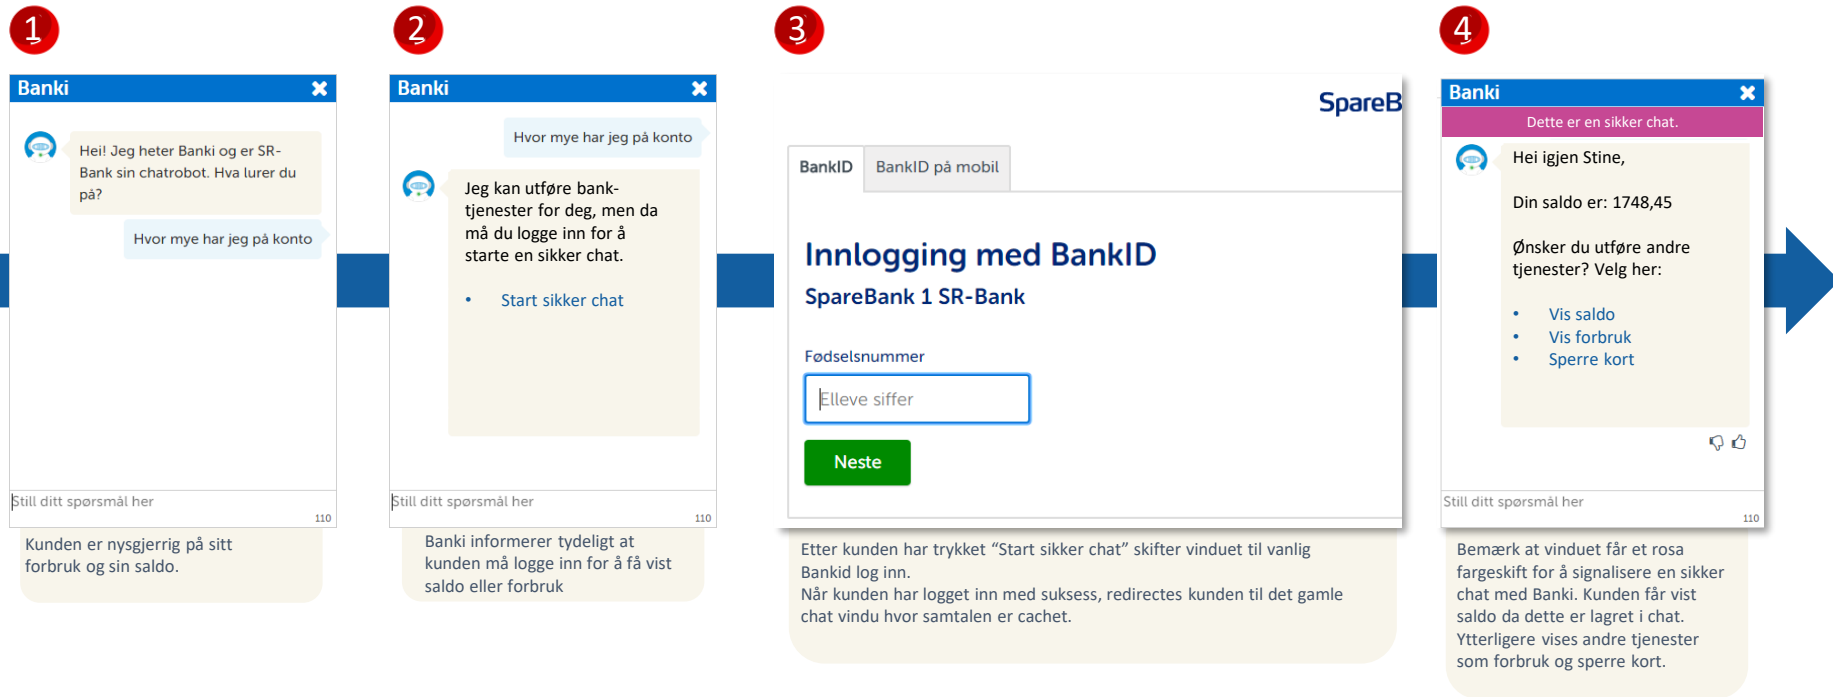 1
Banki
Hei! Jeg heter Banki og er SR-
Bank sin chatrobot. Hva lurer du
på?
Hvor mye har jeg på konto
Still ditt spørsmål her
110
Kunden er nysgjerrig på sitt
forbruk og sin saldo.
2
Banki
Hvor mye har jeg på konto
Jeg kan utføre bank-
tjenester for deg, men da
må du logge inn for å
starte en sikker chat.
• Start sikker chat
Still ditt spørsmål her
110
Banki informerer tydeligt at
kunden må logge inn for å få vist
saldo eller forbruk
3
SpareB
BankID
BankID på mobil
Innlogging med BankID
SpareBank 1 SR-Bank
Fødselsnummer
Elleve siffer
Neste
Etter kunden har trykket “Start sikker chat” skifter vinduet til vanlig
Bankid log inn.
Når kunden har logget inn med suksess, redirectes kunden til det gamle
chat vindu hvor samtalen er cachet.
4
Banki
Dette er en sikker chat.
Hei igjen Stine,
Din saldo er: 1748,45
Ønsker du utføre andre
tjenester? Velg her:
• Vis saldo
• Vis forbruk
• Sperre kort
Still ditt spørsmål her
110
Bemærk at vinduet får et rosa
fargeskift for å signalisere en sikker
chat med Banki. Kunden får vist
saldo da dette er lagret i chat.
Ytterligere vises andre tjenester
som forbruk og sperre kort.